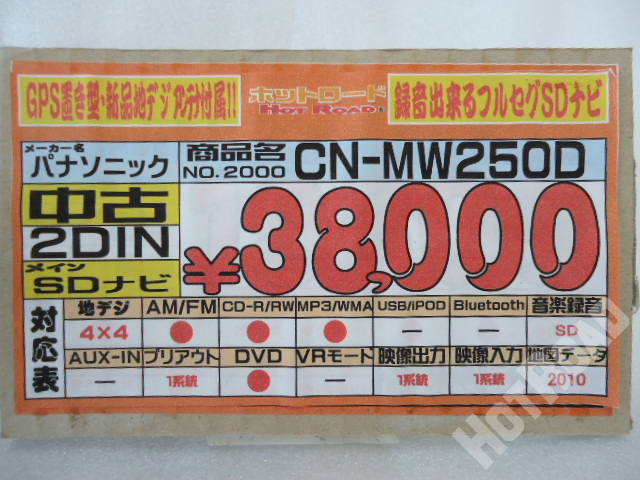 GPS置き型・新品地デジアンテナ付属!!
ホットロード
HOT ROAD
録音出来るフルセグSDナビ
メーカー名
パナソニック
商品名
NO.2000
CN-MW250D
中古
2DIN
メイン
SDナビ
¥38,000
対応表
地デジ AM/FM CD-R/RW MP3/WMA USB/iPOD Bluetooth 音楽録音
4×4 ● ● ● ー ー SD
AUX-IN プリアウト DVD VRモード 映像出力 映像入力 地図データ
ー 1系統 ● ー 1系統 1系統 2010
HOTROAD